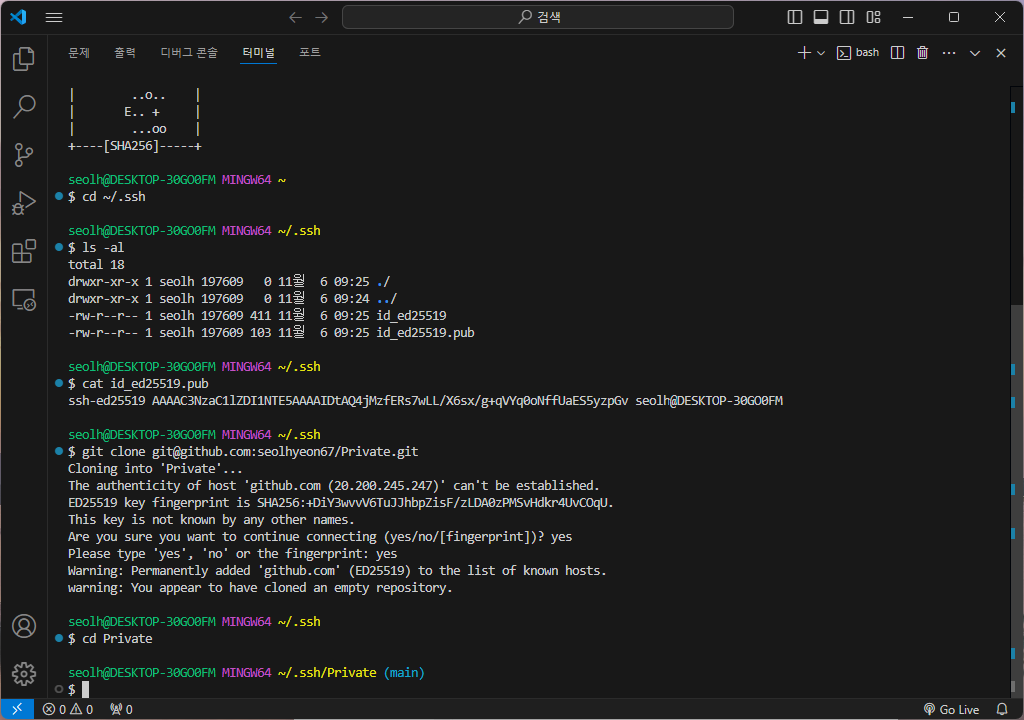 검색
문제 출력 디버그 콘솔 터미널 포트 bash
|        ..o..    |
|       E.. +     |
|        ...oo    |
+----[SHA256]-----+
seolh@DESKTOP-30GO0FM MINGW64 ~
$ cd ~/.ssh
seolh@DESKTOP-30GO0FM MINGW64 ~/.ssh
$ ls -al
total 18
drwxr-xr-x 1 seolh 197609   0 11월  6 09:25 ./
drwxr-xr-x 1 seolh 197609   0 11월  6 09:24 ../
-rw-r--r-- 1 seolh 197609 411 11월  6 09:25 id_ed25519
-rw-r--r-- 1 seolh 197609 103 11월  6 09:25 id_ed25519.pub
seolh@DESKTOP-30GO0FM MINGW64 ~/.ssh
$ cat id_ed25519.pub
ssh-ed25519 AAAAC3NzaC1lZDI1NTE5AAAAIDtAQ4jMzfERs7wLL/X6sx/g+qVYq0oNffUaES5yzpGv seolh@DESKTOP-30GO0FM
seolh@DESKTOP-30GO0FM MINGW64 ~/.ssh
$ git clone git@github.com:seolhyeon67/Private.git
Cloning into 'Private'...
The authenticity of host 'github.com (20.200.245.247)' can't be established.
ED25519 key fingerprint is SHA256:+DiY3wvvV6TuJJhbpZisF/zLDA0zPMSvHdkr4UvCOqU.
This key is not known by any other names.
Are you sure you want to continue connecting (yes/no/[fingerprint])? yes
Please type 'yes', 'no' or the fingerprint: yes
Warning: Permanently added 'github.com' (ED25519) to the list of known hosts.
warning: You appear to have cloned an empty repository.
seolh@DESKTOP-30GO0FM MINGW64 ~/.ssh
$ cd Private
seolh@DESKTOP-30GO0FM MINGW64 ~/.ssh/Private (main)
$
0 0 0 Go Live